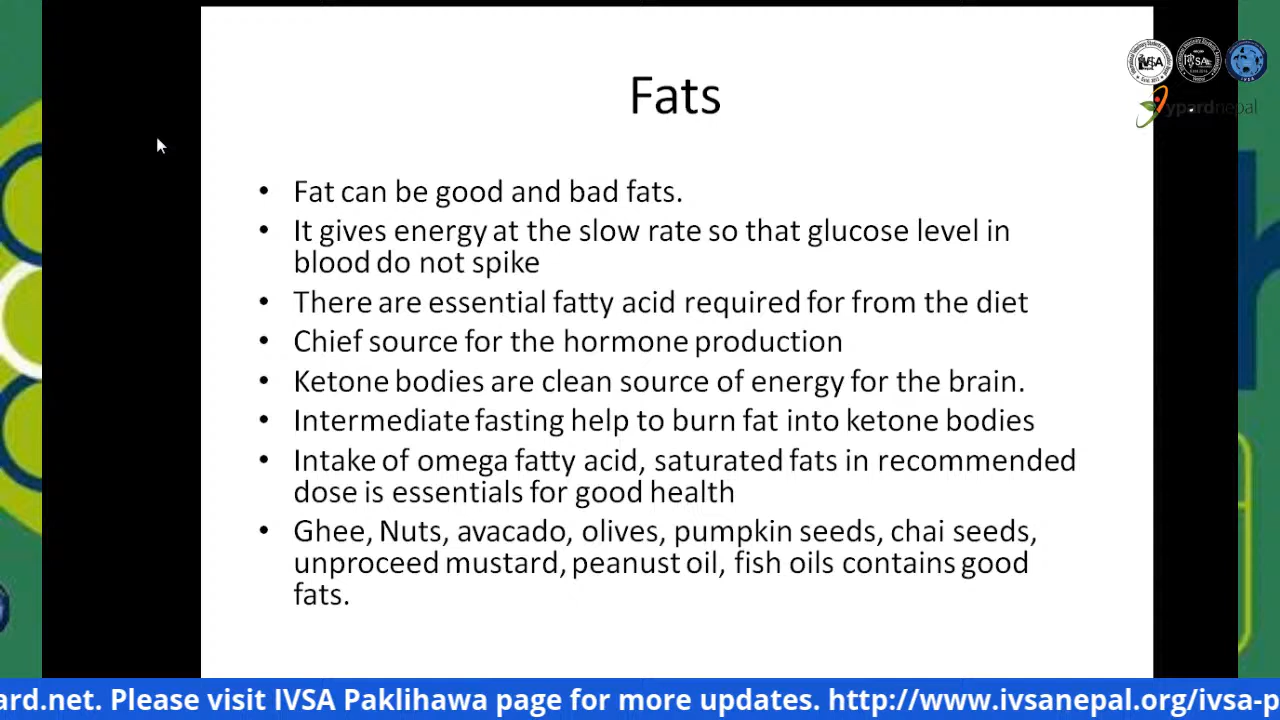 Fats
ypardnepal
• Fat can be good and bad fats.
• It gives energy at the slow rate so that glucose level in
blood do not spike
• There are essential fatty acid required for from the diet
• Chief source for the hormone production
• Ketone bodies are clean source of energy for the brain.
• Intermediate fasting help to burn fat into ketone bodies
• Intake of omega fatty acid, saturated fats in recommended
dose is essentials for good health
• Ghee, Nuts, avacado, olives, pumpkin seeds, chai seeds,
unproceed mustard, peanust oil, fish oils contains good
fats.
ard.net. Please visit IVSA Paklihawa page for more updates. http://www.ivsanepal.org/ivsa-p